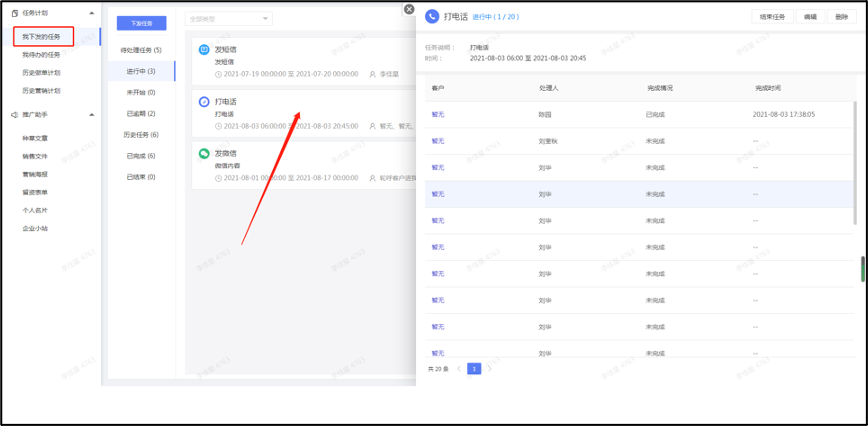 任务计划
我下发的任务
我待办的任务
历史做单计划
历史营销计划
推广助手
种草文章
销售文件
营销海报
留资表单
个人名片
企业小站
下发任务
待处理任务 (5)
进行中 (3)
未开始 (0)
已逾期 (2)
历史任务 (6)
已完成 (6)
已结束 (0)
全部类型
发短信
发短信
2021-07-19 00:00:00 至 2021-07-20 00:00:00 李佳星
打电话
打电话
2021-08-03 06:00:00 至 2021-08-03 20:45:00 暂无、暂无、
发微信
微信内容
2021-08-01 00:00:00 至 2021-08-17 00:00:00 轮呼客户进
打电话 进行中 ( 1 / 20 )
结束任务 编辑 删除
任务说明： 打电话
时间： 2021-08-03 06:00 至 2021-08-03 20:45
客户 处理人 完成情况 完成时间
暂无 陈园 已完成 2021-08-03 17:38:05
暂无 刘奎秋 未完成 --
暂无 刘华 未完成 --
暂无 刘华 未完成 --
暂无 刘华 未完成 --
暂无 刘华 未完成 --
暂无 刘华 未完成 --
暂无 刘华 未完成 --
暂无 刘华 未完成 --
暂无 刘华 未完成 --
共 20 条 1